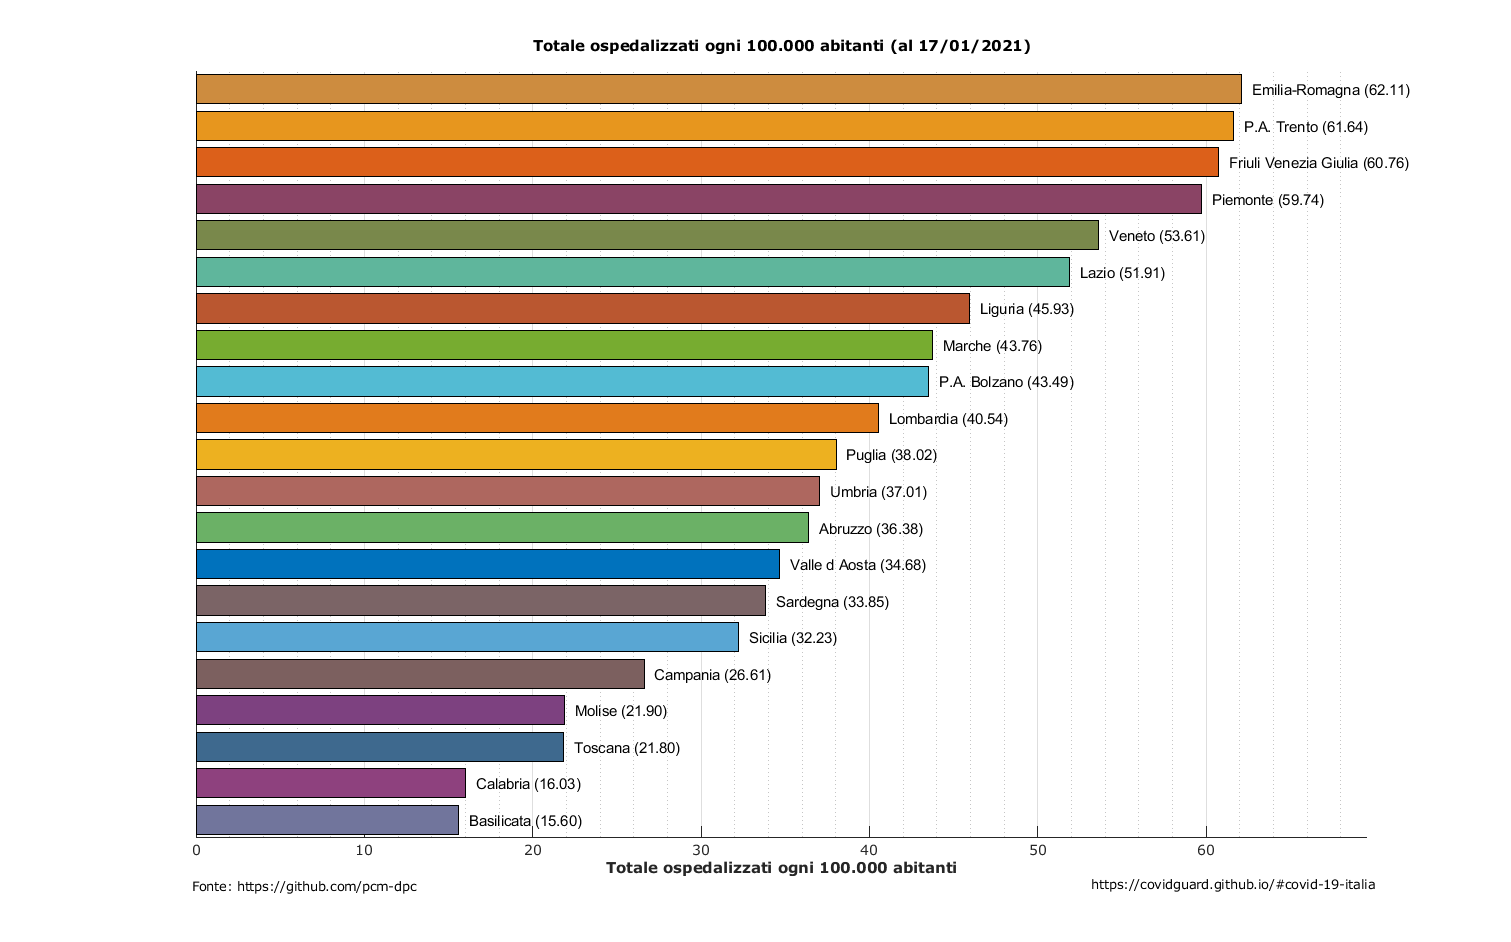 Totale ospedalizzati ogni 100.000 abitanti (al 17/01/2021)
Emilia-Romagna (62.11)
P.A. Trento (61.64)
Friuli Venezia Giulia (60.76)
Piemonte (59.74)
Veneto (53.61)
Lazio (51.91)
Liguria (45.93)
Marche (43.76)
P.A. Bolzano (43.49)
Lombardia (40.54)
Puglia (38.02)
Umbria (37.01)
Abruzzo (36.38)
Valle d Aosta (34.68)
Sardegna (33.85)
Sicilia (32.23)
Campania (26.61)
Molise (21.90)
Toscana (21.80)
Calabria (16.03)
Basilicata (15.60)
0 10 20 30 40 50 60
Totale ospedalizzati ogni 100.000 abitanti
Fonte: https://github.com/pcm-dpc
https://covidguard.github.io/#covid-19-italia